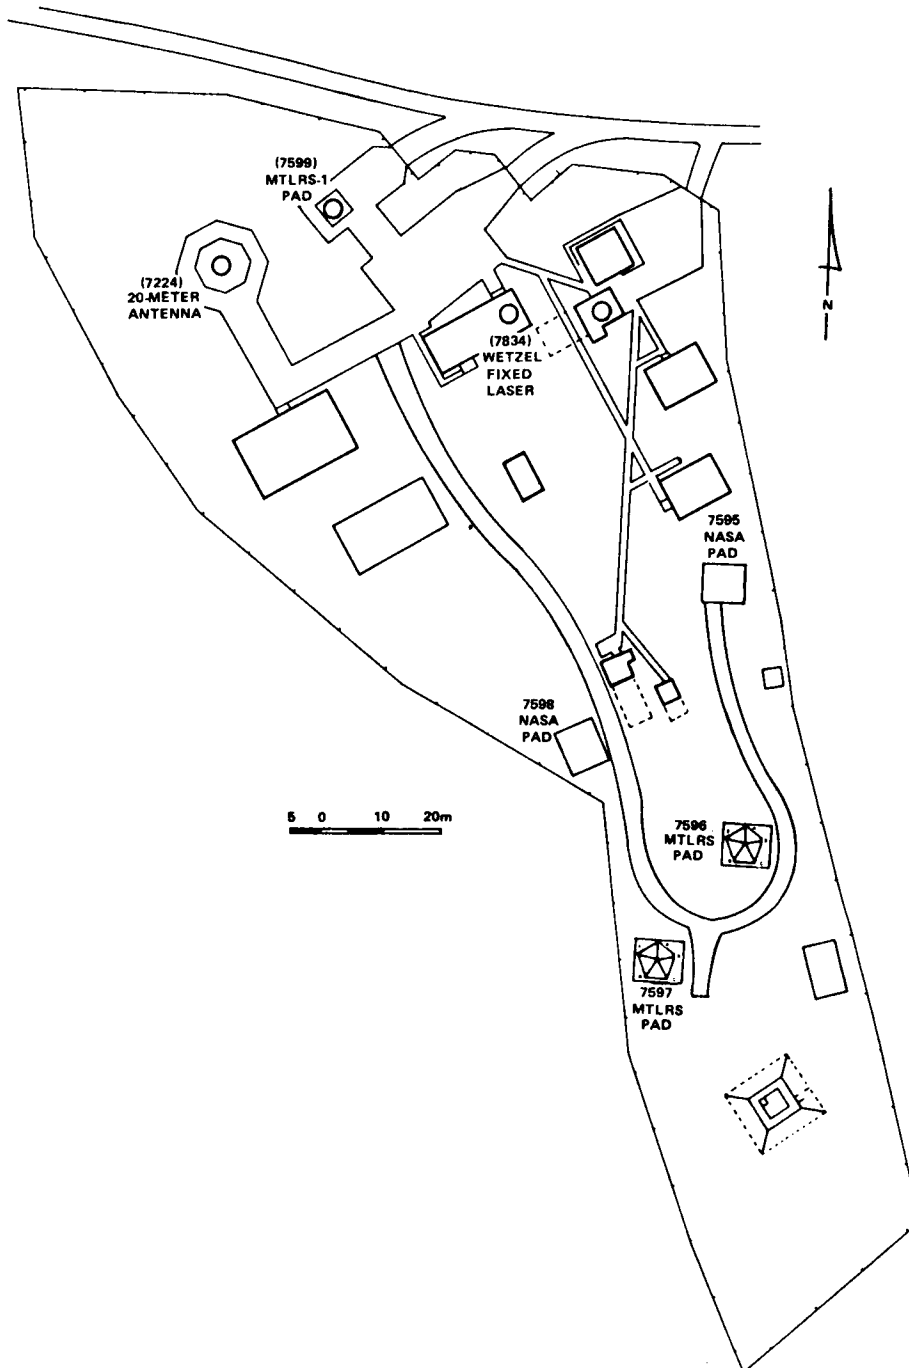 (7599)
MTLRS-1
PAD
(7224)
20-METER
ANTENNA
N
(7834)
WETZEL
FIXED
LASER
7595
NASA
PAD
7598
NASA
PAD
5 0 10 20m
7596
MTLRS
PAD
7597
MTLRS
PAD